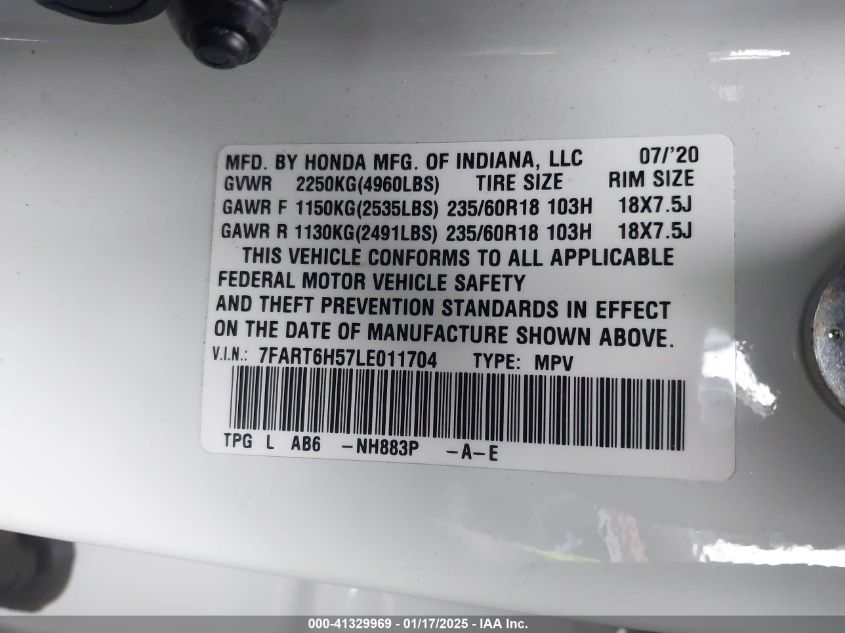 MFD. BY HONDA MFG. OF INDIANA, LLC 07/'20
GVWR 2250KG(4960LBS) TIRE SIZE RIM SIZE
GAWR F 1150KG(2535LBS) 235/60R18 103H 18X7.5J
GAWR R 1130KG(2491LBS) 235/60R18 103H 18X7.5J
THIS VEHICLE CONFORMS TO ALL APPLICABLE
FEDERAL MOTOR VEHICLE SAFETY
AND THEFT PREVENTION STANDARDS IN EFFECT
ON THE DATE OF MANUFACTURE SHOWN ABOVE.
V.I.N.: 7FART6H57LE011704 TYPE: MPV
TPG L AB6 -NH883P -A-E
000-41329969 - 01/17/2025 - IAA Inc.